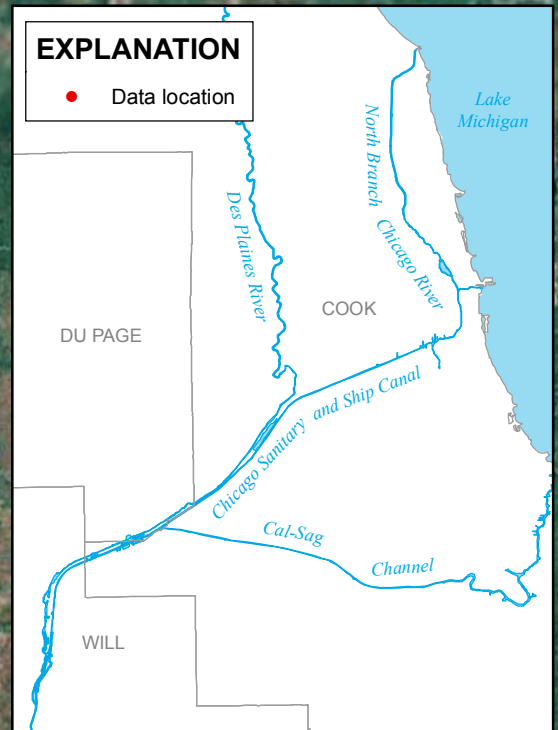 EXPLANATION
Data location
Lake
Michigan
North Branch
Chicago River
Des Plaines River
COOK
DU PAGE
Chicago Sanitary and Ship Canal
Cal-Sag
Channel
WILL